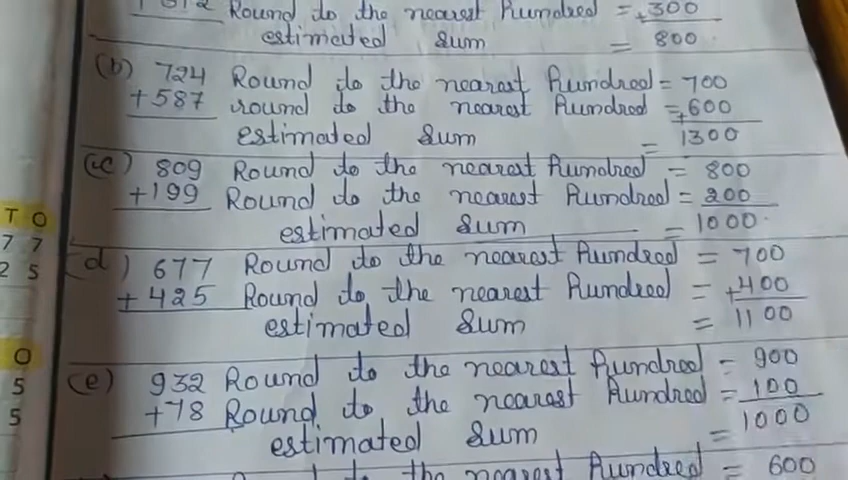 Round to the nearest Hundred = +300
estimated Sum = 800
(b) 724 Round to the nearest Hundred = 700
+587 round to the nearest Hundred = +600
estimated Sum = 1300
(c) 809 Round to the nearest Hundred = 800
+199 Round to the nearest Hundred = 200
estimated Sum = 1000
(d) 677 Round to the nearest Hundred = 700
+425 Round to the nearest Hundred = +400
estimated Sum = 1100
(e) 932 Round to the nearest Hundred = 900
+78 Round to the nearest Hundred = 100
estimated Sum = 1000
to the nearest Hundred = 600
T O
7 7
2 5
O
5
5